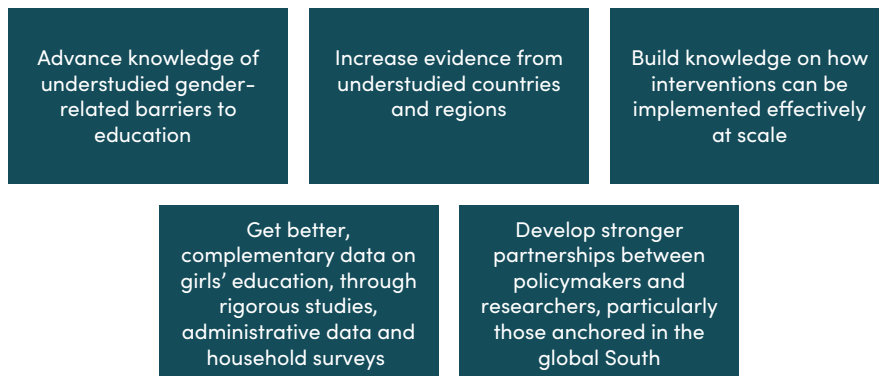 Advance knowledge of
understudied gender-
related barriers to
education
Increase evidence from
understudied countries
and regions
Build knowledge on how
interventions can be
implemented effectively
at scale
Get better,
complementary data on
girls’ education, through
rigorous studies,
administrative data and
household surveys
Develop stronger
partnerships between
policymakers and
researchers, particularly
those anchored in the
global South